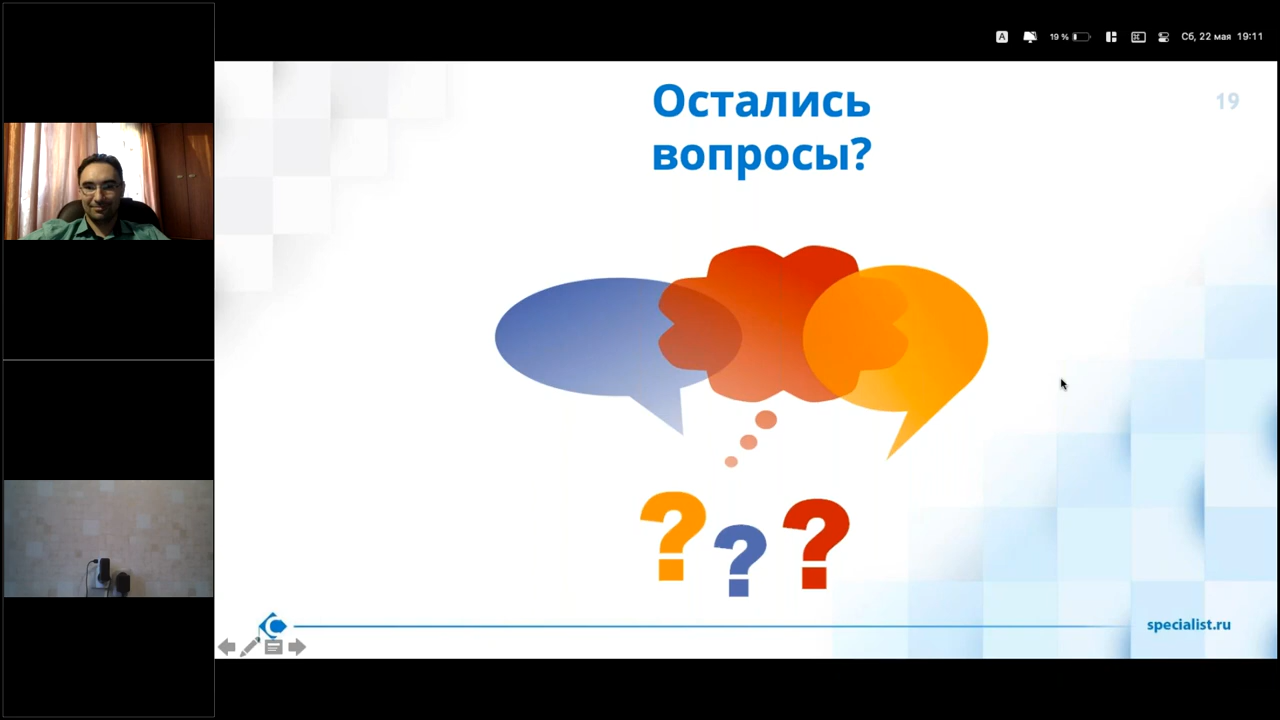 A 19 % Сб, 22 мая 19:11
Остались
вопросы?
19
? ? ?
specialist.ru